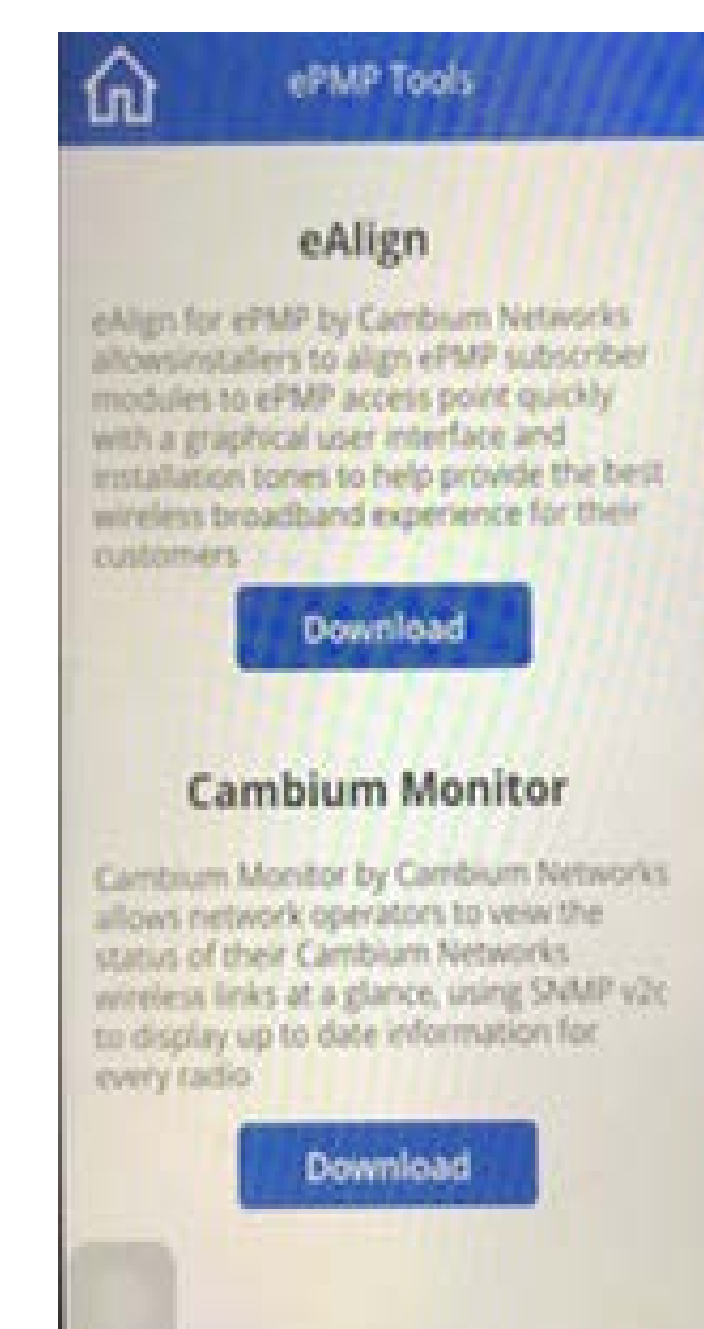 ePMP Tools
eAlign
eAlign for ePMP by Cambium Networks
allowsinstallers to align ePMP subscriber
modules to ePMP access point quickly
with a graphical user interface and
installation tones to help provide the best
wireless broadband experience for their
customers
Download
Cambium Monitor
Cambium Monitor by Cambium Networks
allows network operators to veiw the
status of their Cambium Networks
wireless links at a glance, using SNMP v2c
to display up to date information for
every radio
Download